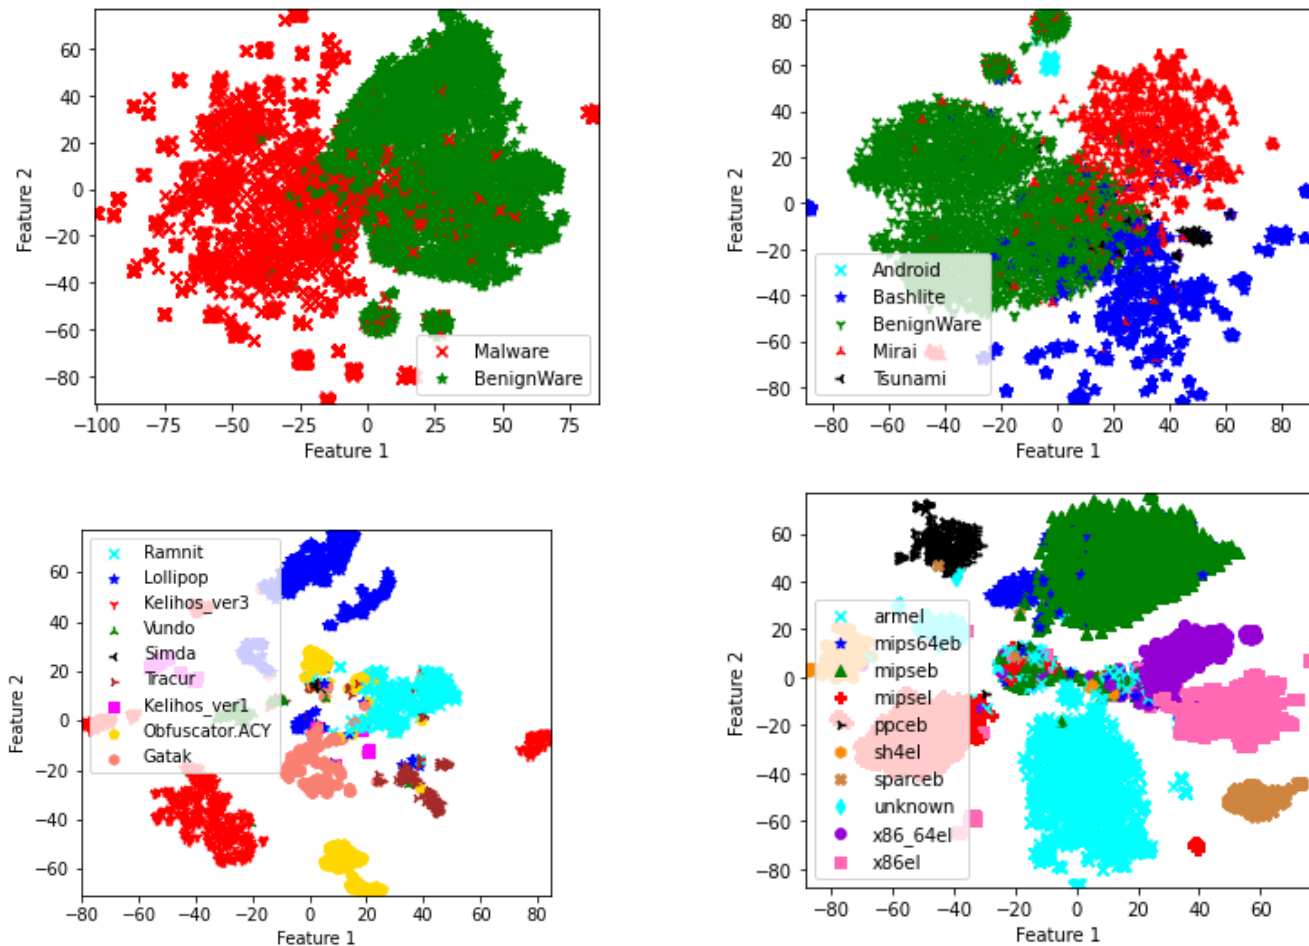 60
40
20
0
−20
−40
−60
−80
−100
−75
−50
−25
0
25
50
75
Feature 1
Feature 2
Malware
BenignWare
80
60
40
20
0
−20
−40
−60
−80
−80
−60
−40
−20
0
20
40
60
80
Feature 1
Feature 2
Android
Bashlite
BenignWare
Mirai
Tsunami
60
40
20
0
−20
−40
−60
−80
−60
−40
−20
0
20
40
60
80
Feature 1
Feature 2
Ramnit
Lollipop
Kelihos_ver3
Vundo
Simda
Tracur
Kelihos_ver1
Obfuscator.ACY
Gatak
60
40
20
0
−20
−40
−60
−80
−80
−60
−40
−20
0
20
40
60
Feature 1
Feature 2
armel
mips64eb
mipseb
mipsel
ppceb
sh4el
sparceb
unknown
x86_64el
x86el